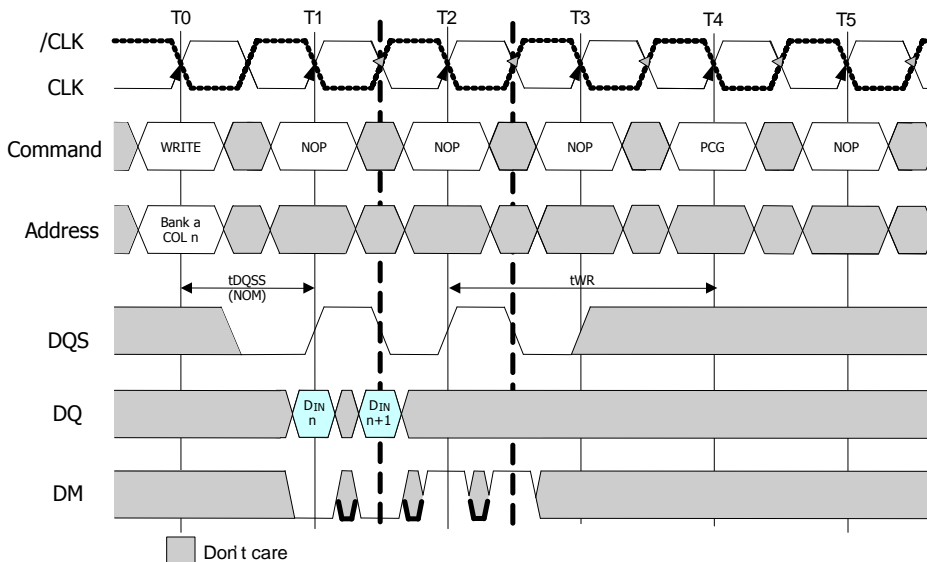 T0 T1 T2 T3 T4 T5
/CLK
CLK
Command WRITE NOP NOP NOP PCG NOP
Address Bank a
COL n
tDQSS
(NOM)
tWR
DQS
DQ DIN
n
DIN
n+1
DM
Don't care